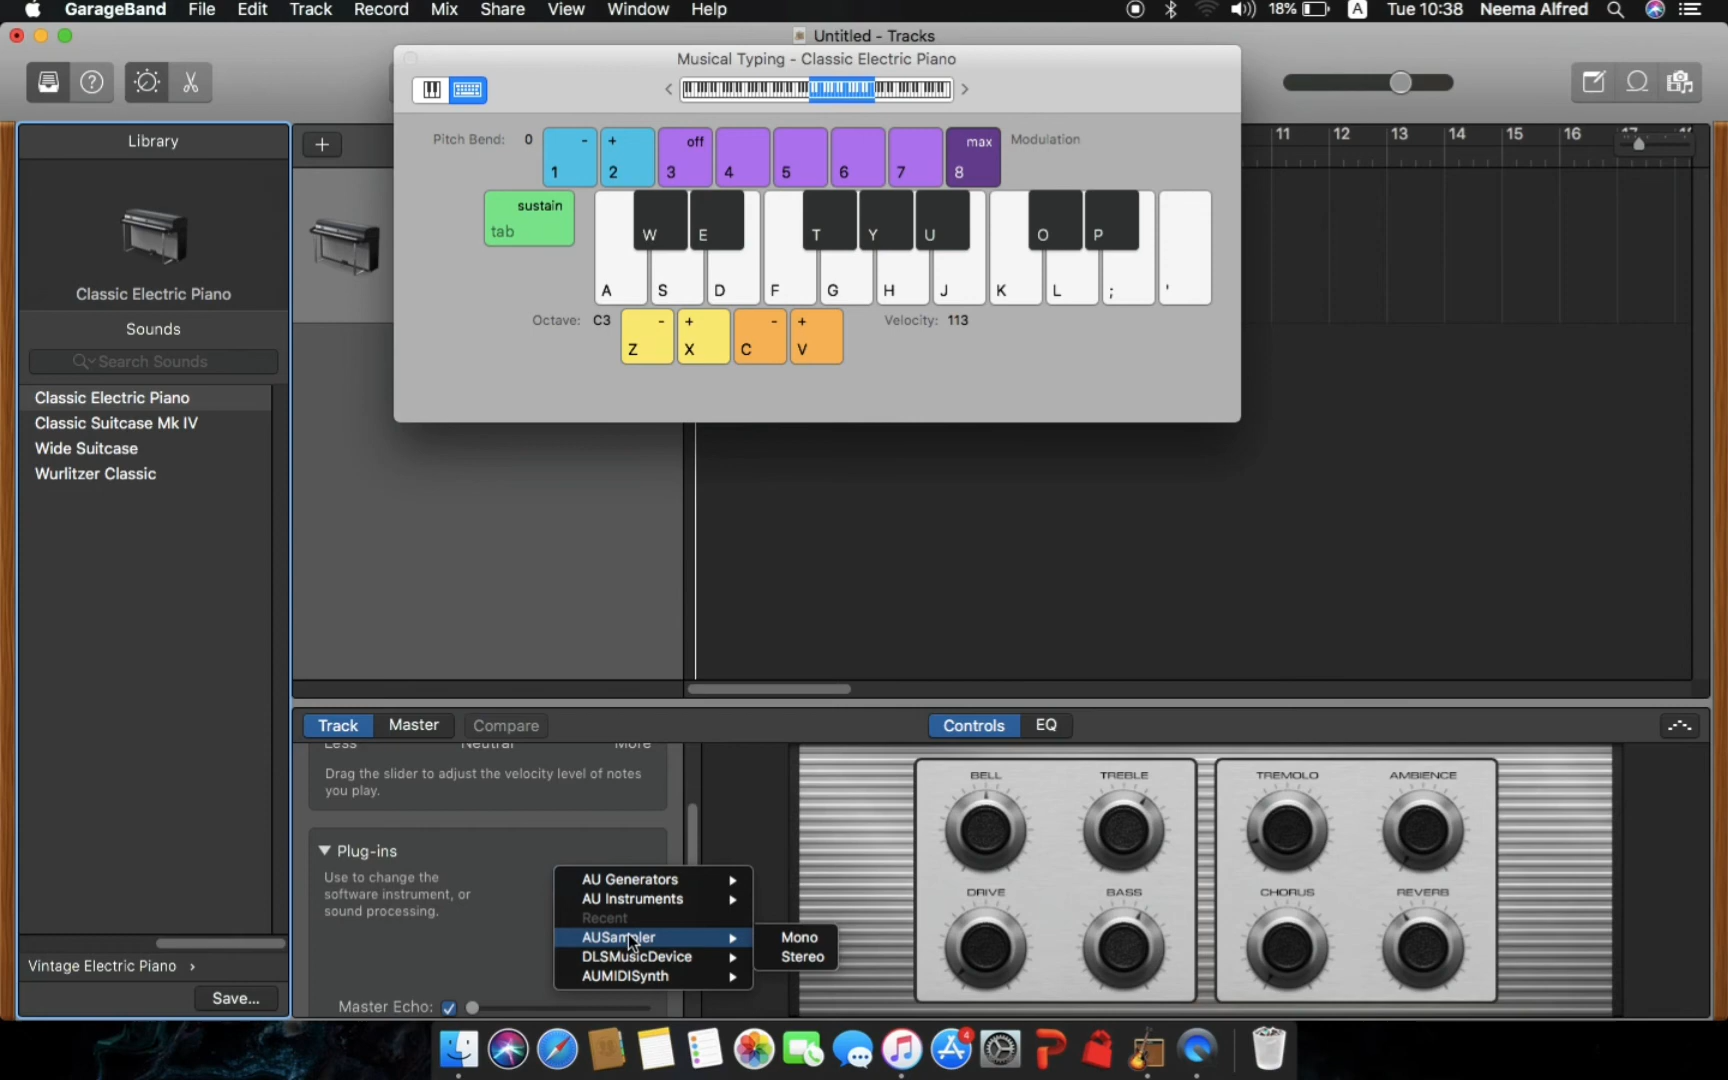 GarageBand File Edit Track Record Mix Share View Window Help
18% A Tue 10:38 Neema Alfred
Untitled - Tracks
Musical Typing - Classic Electric Piano
Library
Pitch Bend: 0
- + off max Modulation
1 2 3 4 5 6 7 8
11 12 13 14 15 16
sustain
tab
W E T Y U O P
A S D F G H J K L ; '
Classic Electric Piano
Octave: C3 - + - + Velocity: 113
Z X C V
Sounds
Search Sounds
Classic Electric Piano
Classic Suitcase Mk IV
Wide Suitcase
Wurlitzer Classic
Track Master Compare Controls EQ
Less Neutral More
Drag the slider to adjust the velocity level of notes
you play.
Plug-ins
Use to change the
software instrument, or
sound processing.
AU Generators
AU Instruments
Recent
AUSampler
DLSMusicDevice
AUMIDISynth
Mono
Stereo
Master Echo:
BELL TREBLE TREMOLO AMBIENCE
DRIVE BASS CHORUS REVERB
Vintage Electric Piano ›
Save...
4